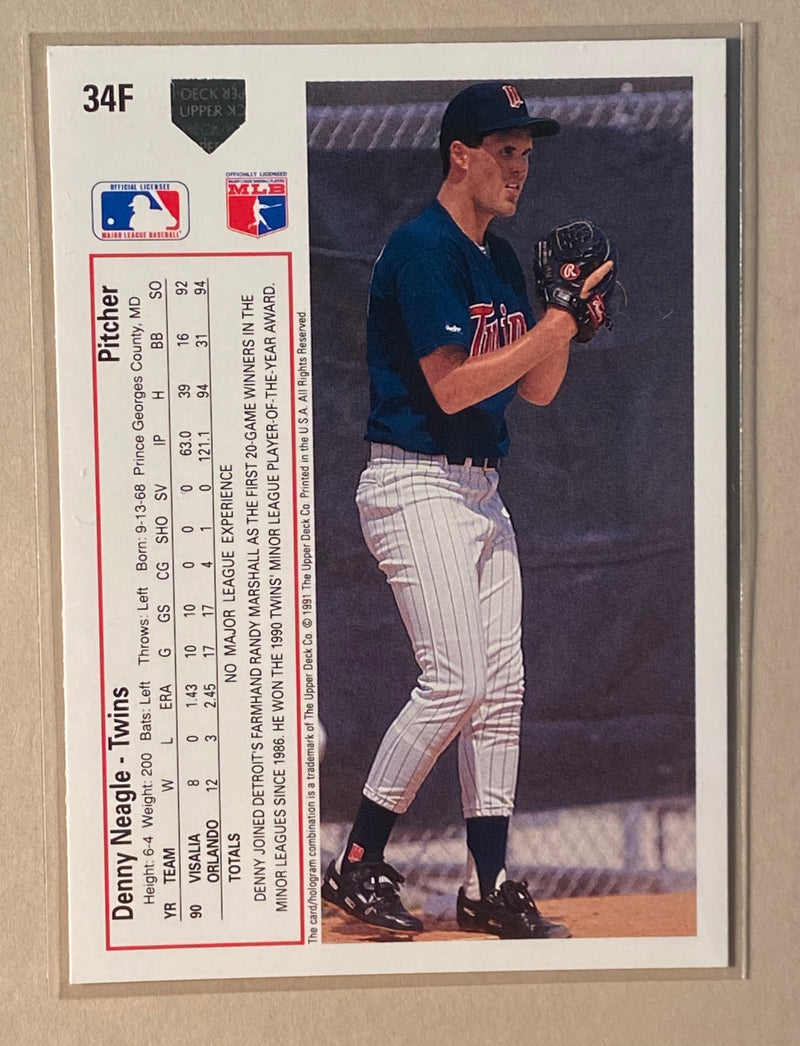 34F
DECK
UPPER
DECK
OFFICIAL LICENSEE
MAJOR LEAGUE BASEBALL
OFFICIALLY LICENSED
MAJOR LEAGUE BASEBALL PLAYERS
MLB
Denny Neagle - Twins Pitcher
Height: 6-4 Weight: 200 Bats: Left Throws: Left Born: 9-13-68 Prince Georges County, MD
YR TEAM W L ERA G GS CG SHO SV IP H BB SO
90 VISALIA 8 0 1.43 10 10 0 0 0 63.0 39 16 92
ORLANDO 12 3 2.45 17 17 4 1 0 121.1 94 31 94
TOTALS NO MAJOR LEAGUE EXPERIENCE
DENNY JOINED DETROIT'S FARMHAND RANDY MARSHALL AS THE FIRST 20-GAME WINNERS IN THE
MINOR LEAGUES SINCE 1986. HE WON THE 1990 TWINS' MINOR LEAGUE PLAYER-OF-THE-YEAR AWARD.
The card/hologram combination is a trademark of The Upper Deck Co. © 1991 The Upper Deck Co. Printed in the U.S.A. All Rights Reserved.
Twin
R